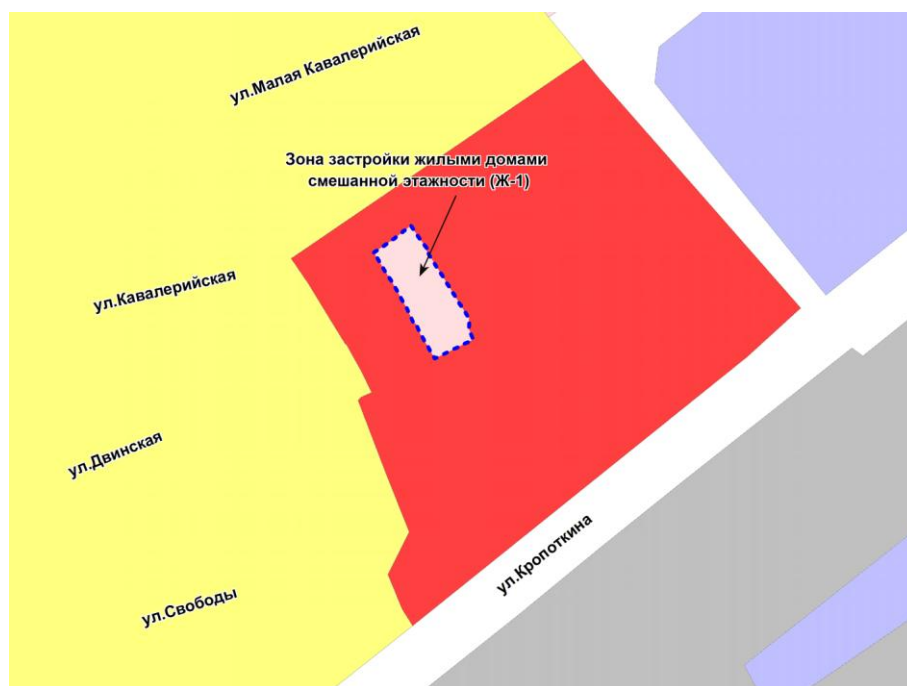 ул.Малая Кавалерийская
Зона застройки жилыми домами
смешанной этажности (Ж-1)
ул.Кавалерийская
ул.Двинская
ул.Кропоткина
ул.Свободы